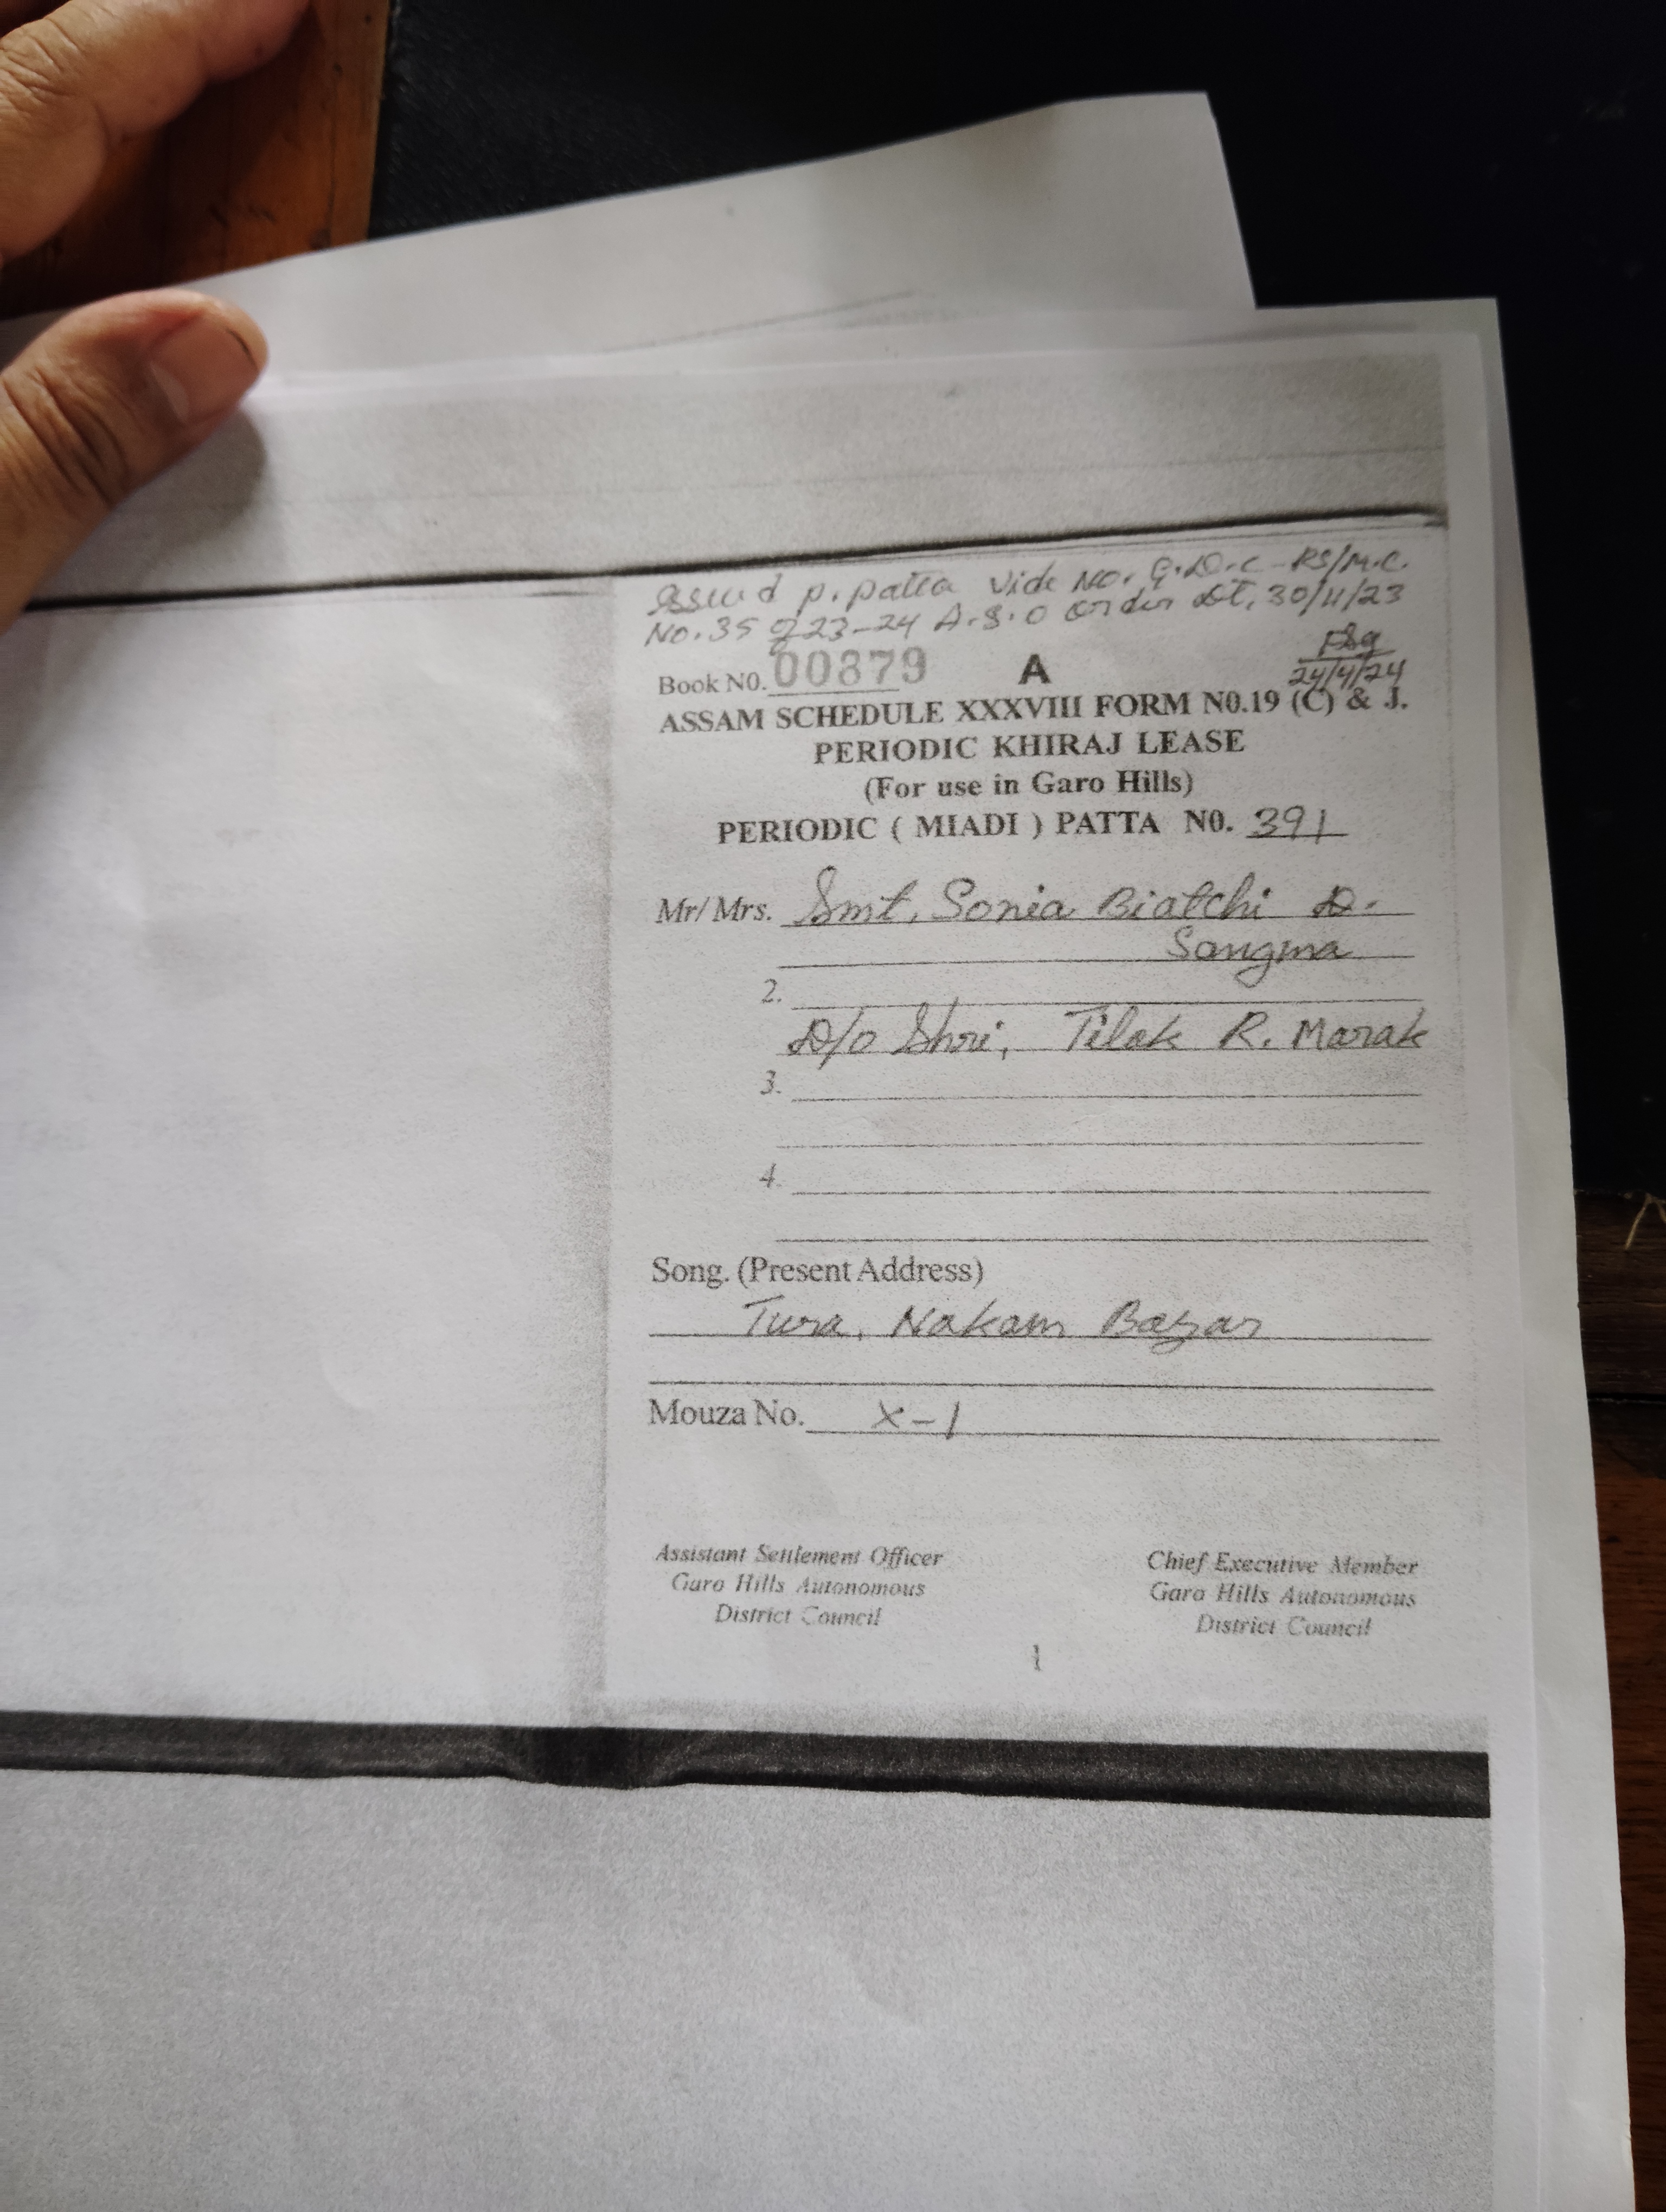 Issued p. patta vide No. G.D.C - RS/M.C.
No. 35 of 23-24 A.S.O order Dt. 30/11/23
Book N0. 00879 A
24/4/24
ASSAM SCHEDULE XXXVIII FORM N0.19 (C) & J.
PERIODIC KHIRAJ LEASE
(For use in Garo Hills)
PERIODIC ( MIADI ) PATTA N0. 391
Mr/ Mrs. Smt. Sonia Biatchi D.
Sangma
2.
D/o Shri, Tilok R. Marak
3.
4.
Song. (Present Address)
Tura, Nakam Bazar
Mouza No. X-1
Assistant Settlement Officer
Garo Hills Autonomous
District Council
Chief Executive Member
Garo Hills Autonomous
District Council
1